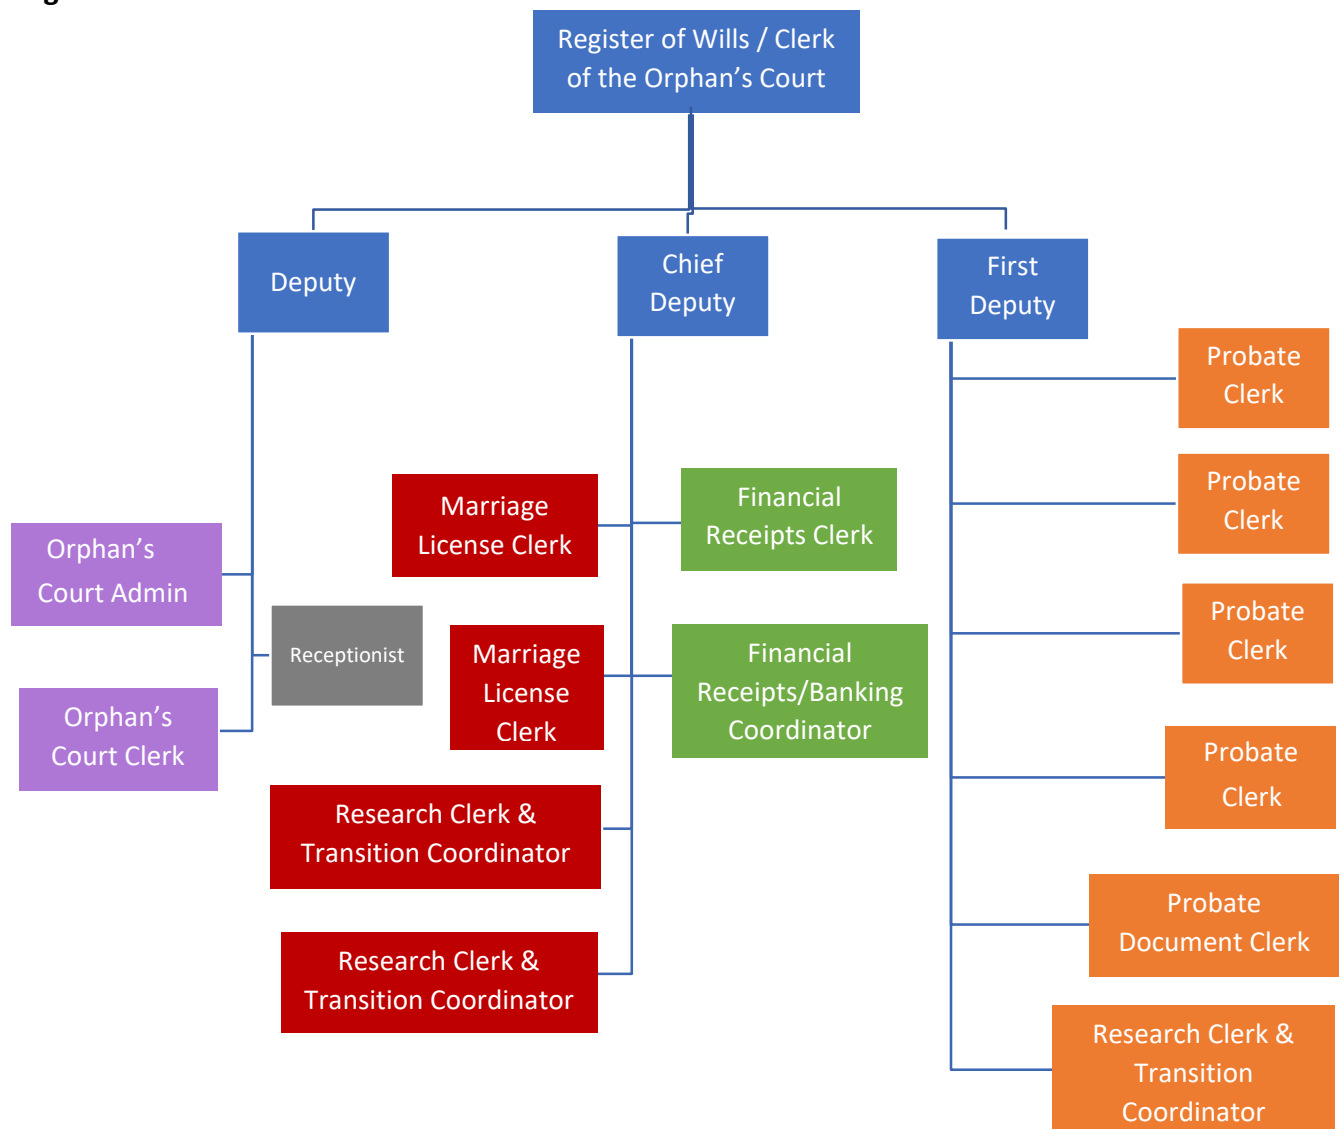 Register of Wills / Clerk
of the Orphan’s Court
Deputy
Chief
Deputy
First
Deputy
Probate
Clerk
Probate
Clerk
Probate
Clerk
Probate
Clerk
Probate
Document Clerk
Research Clerk &
Transition
Coordinator
Marriage
License Clerk
Financial
Receipts Clerk
Marriage
License
Clerk
Financial
Receipts/Banking
Coordinator
Research Clerk &
Transition Coordinator
Research Clerk &
Transition Coordinator
Orphan’s
Court Admin
Receptionist
Orphan’s
Court Clerk